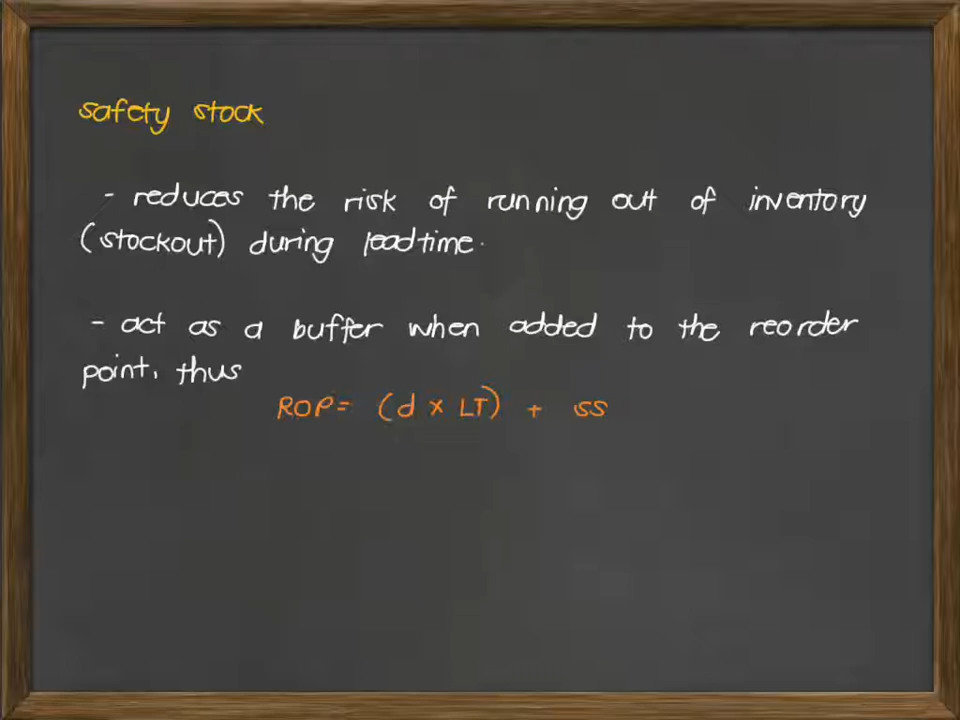 safety stock
- reduces the risk of running out of inventory
(stockout) during leadtime.
- act as a buffer when added to the reorder
point, thus
ROP = (d x LT) + ss